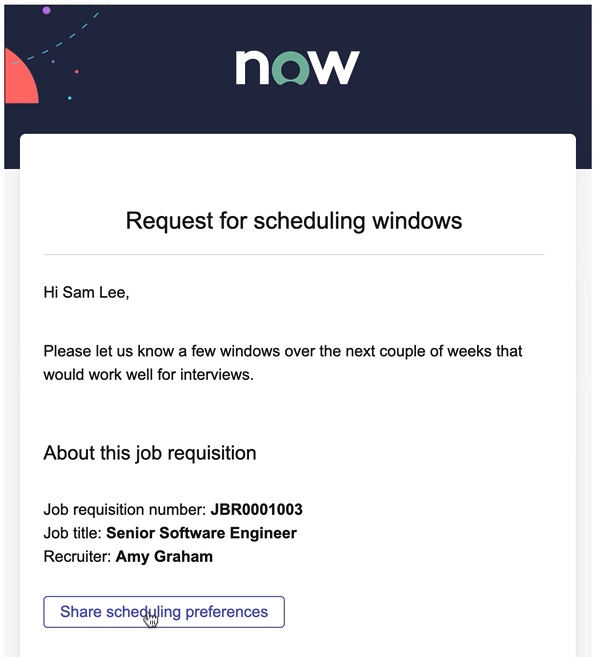 now
Request for scheduling windows
Hi Sam Lee,
Please let us know a few windows over the next couple of weeks that
would work well for interviews.
About this job requisition
Job requisition number: JBR0001003
Job title: Senior Software Engineer
Recruiter: Amy Graham
Share scheduling preferences